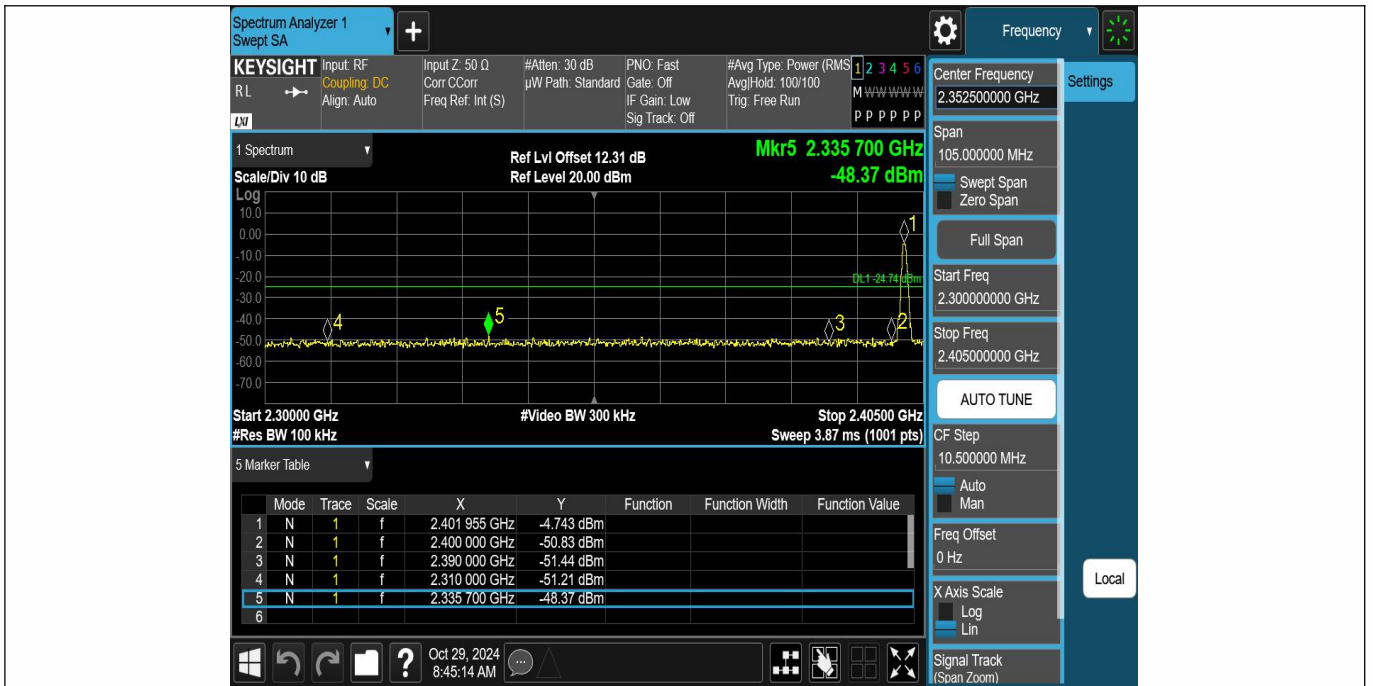 Spectrum Analyzer 1
Swept SA
+
Frequency
KEYSIGHT
RL
LXI
Input: RF
Coupling: DC
Align: Auto
Input Z: 50 Ω
Corr CCorr
Freq Ref: Int (S)
#Atten: 30 dB
µW Path: Standard
PNO: Fast
Gate: Off
IF Gain: Low
Sig Track: Off
#Avg Type: Power (RMS
Avg|Hold: 100/100
Trig: Free Run
1 2 3 4 5 6
M W W W W W
P P P P P P
1 Spectrum
Scale/Div 10 dB
Ref Lvl Offset 12.31 dB
Ref Level 20.00 dBm
Mkr5 2.335 700 GHz
-48.37 dBm
Log
10.0
0.00
-10.0
-20.0
-30.0
-40.0
-50.0
-60.0
-70.0
1
DL1 -24.74 dBm
4
5
3
2
Start 2.30000 GHz
#Video BW 300 kHz
Stop 2.40500 GHz
#Res BW 100 kHz
Sweep 3.87 ms (1001 pts)
5 Marker Table
Mode Trace Scale X Y Function Function Width Function Value
1 N 1 f 2.401 955 GHz -4.743 dBm
2 N 1 f 2.400 000 GHz -50.83 dBm
3 N 1 f 2.390 000 GHz -51.44 dBm
4 N 1 f 2.310 000 GHz -51.21 dBm
5 N 1 f 2.335 700 GHz -48.37 dBm
6
?
Oct 29, 2024
8:45:14 AM
Center Frequency
2.352500000 GHz
Settings
Span
105.000000 MHz
Swept Span
Zero Span
Full Span
Start Freq
2.300000000 GHz
Stop Freq
2.405000000 GHz
AUTO TUNE
CF Step
10.500000 MHz
Auto
Man
Freq Offset
0 Hz
Local
X Axis Scale
Log
Lin
Signal Track
(Span Zoom)